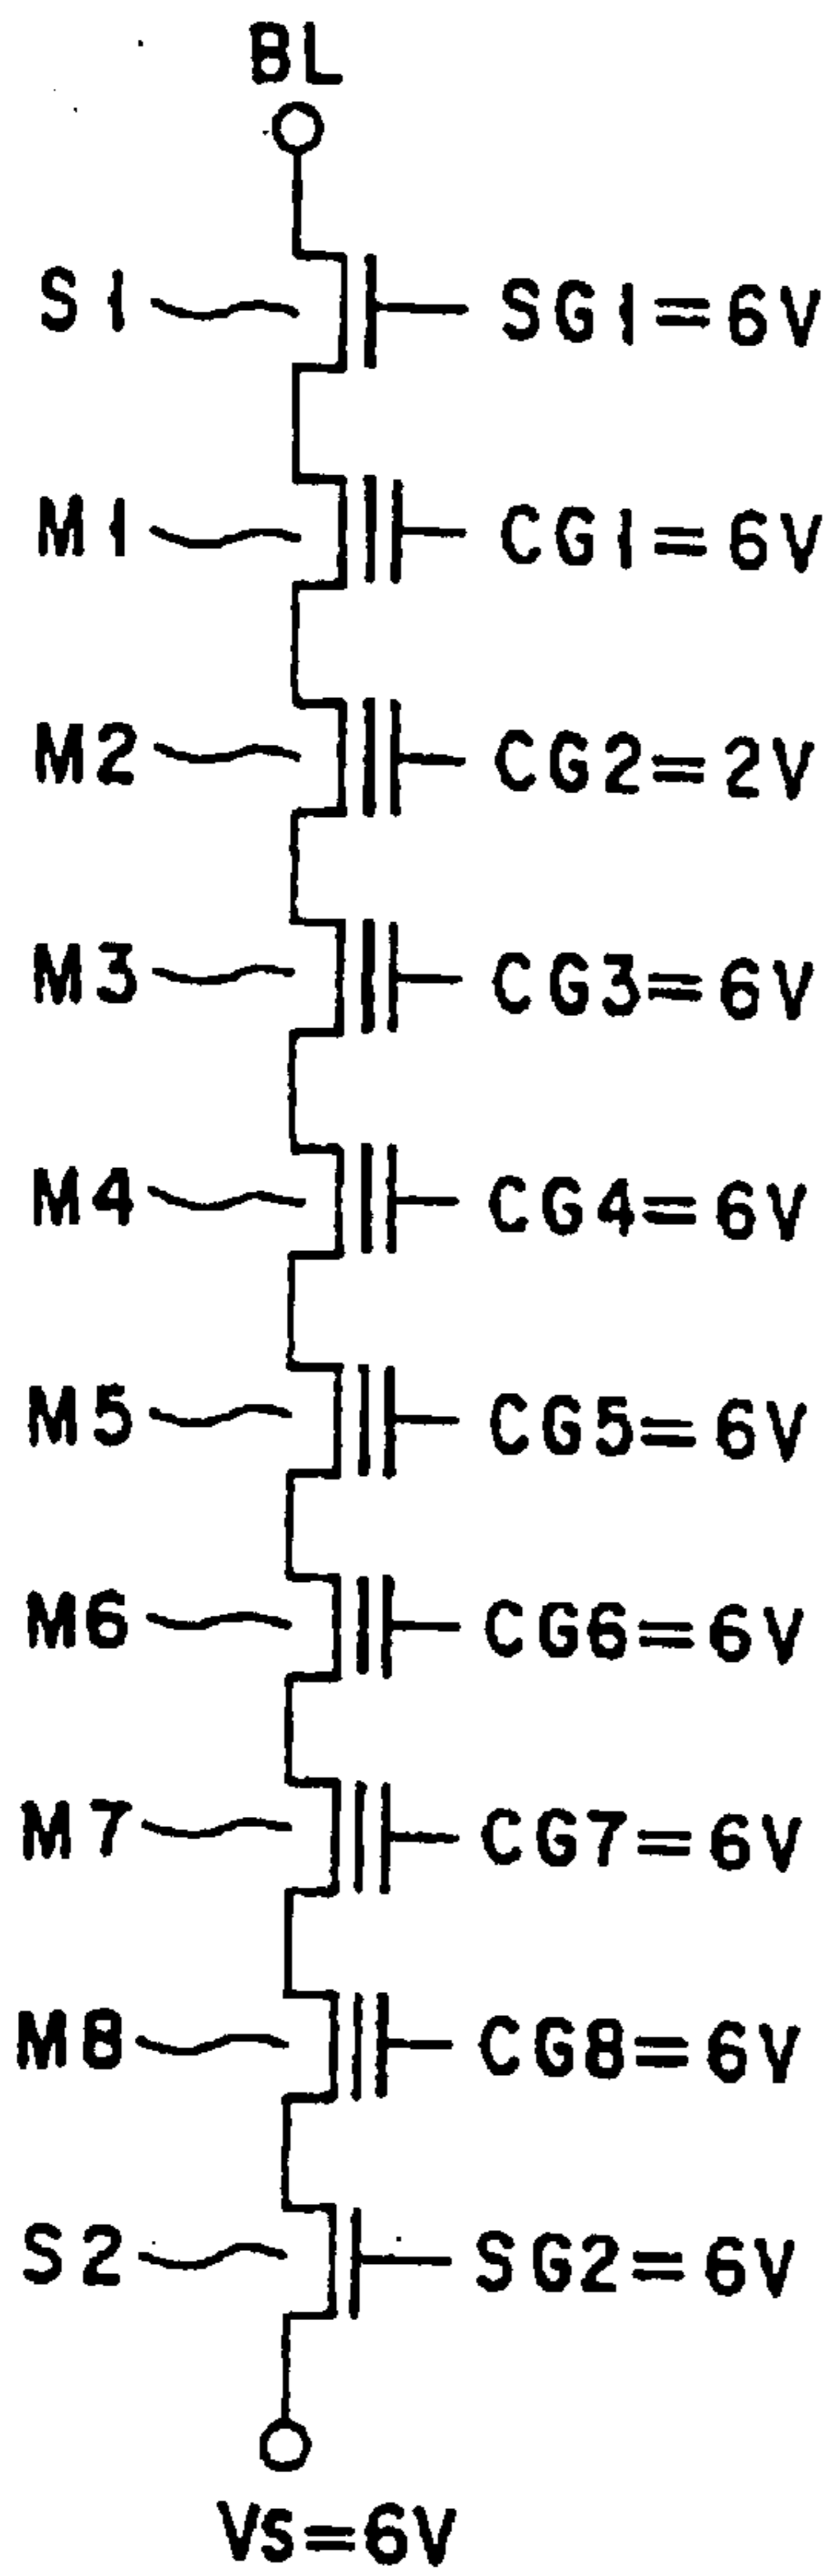 BL
S1 SG1=6V
M1 CG1=6V
M2 CG2=2V
M3 CG3=6V
M4 CG4=6V
M5 CG5=6V
M6 CG6=6V
M7 CG7=6V
M8 CG8=6V
S2 SG2=6V
VS=6V